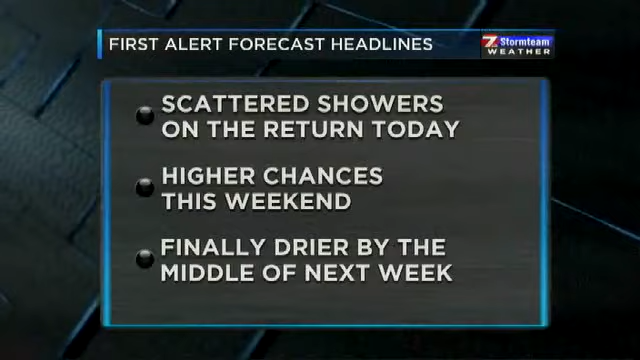 FIRST ALERT FORECAST HEADLINES
7 Stormteam
WEATHER
SCATTERED SHOWERS
ON THE RETURN TODAY
HIGHER CHANCES
THIS WEEKEND
FINALLY DRIER BY THE
MIDDLE OF NEXT WEEK